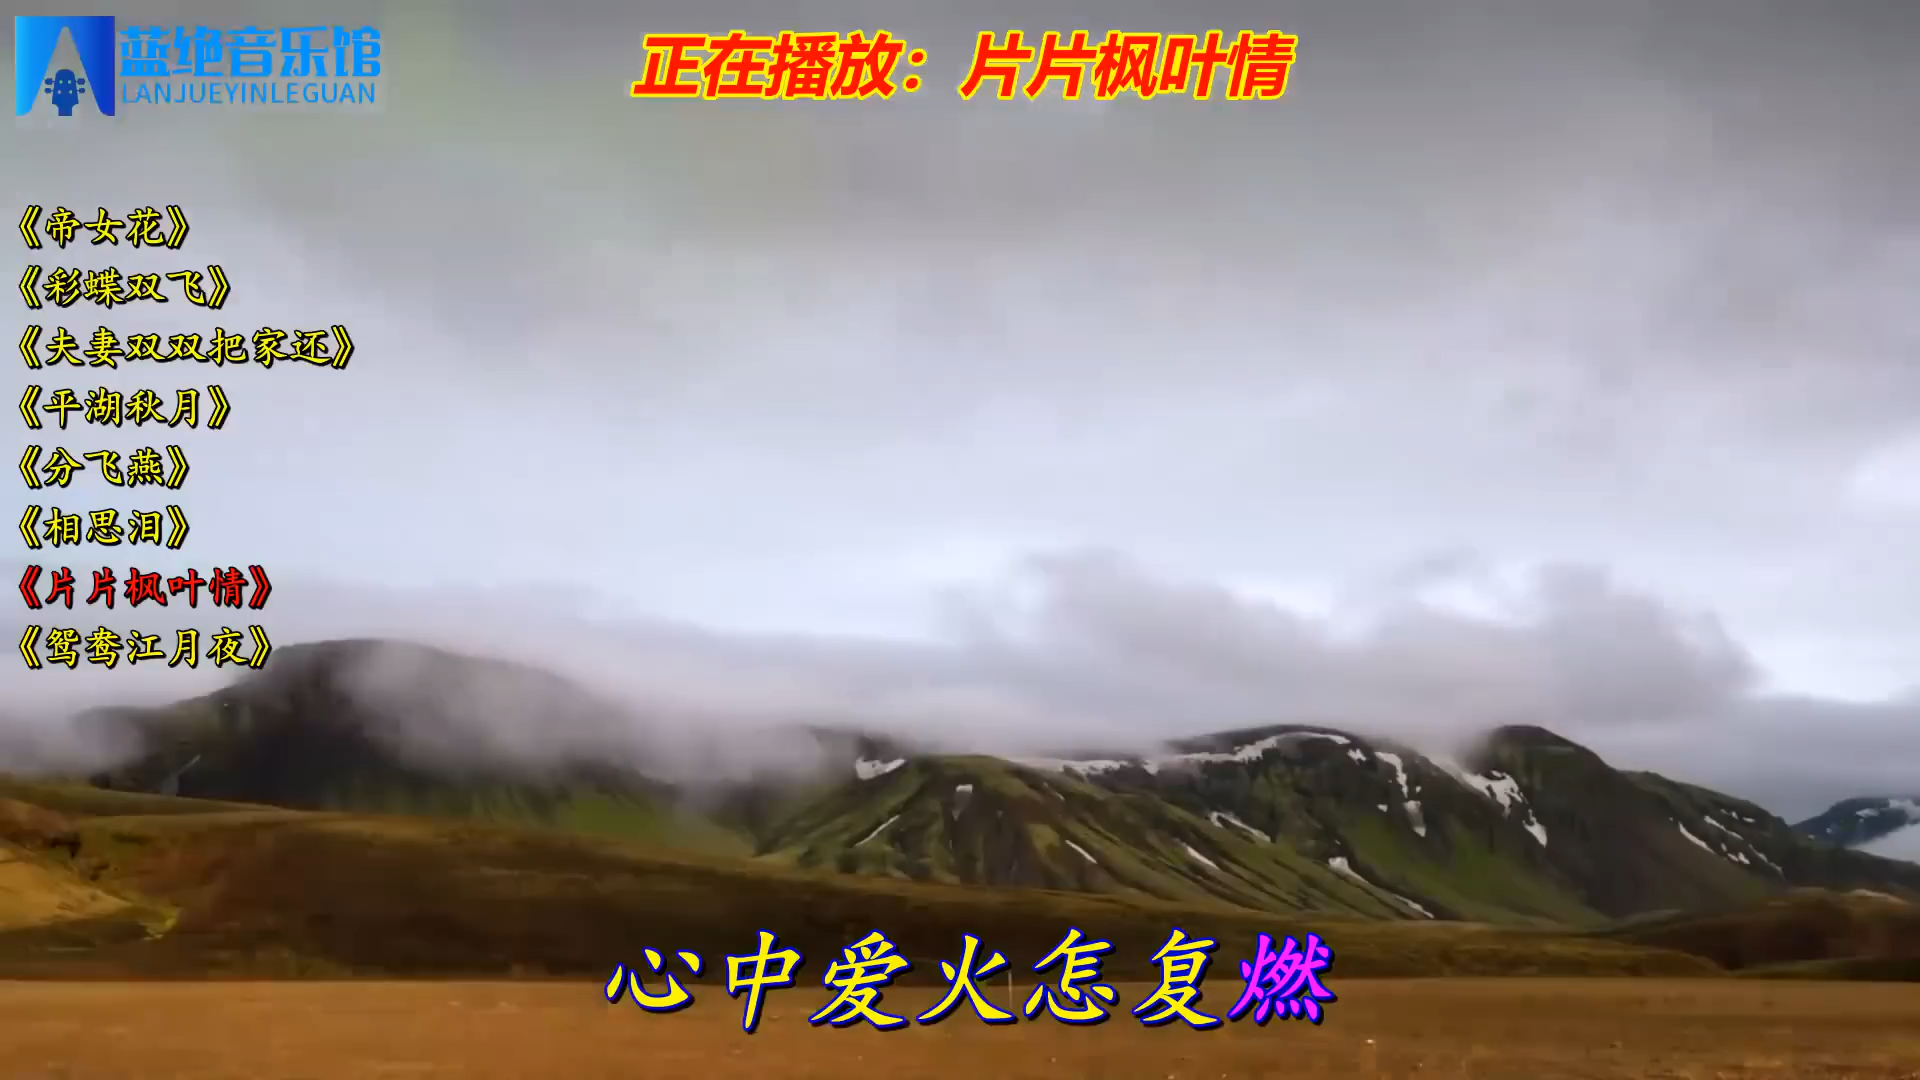 蓝绝音乐馆
LANJUEYINLEGUAN
正在播放：片片枫叶情
《帝女花》
《彩蝶双飞》
《夫妻双双把家还》
《平湖秋月》
《分飞燕》
《相思泪》
《片片枫叶情》
《鸳鸯江月夜》
心中爱火怎复燃